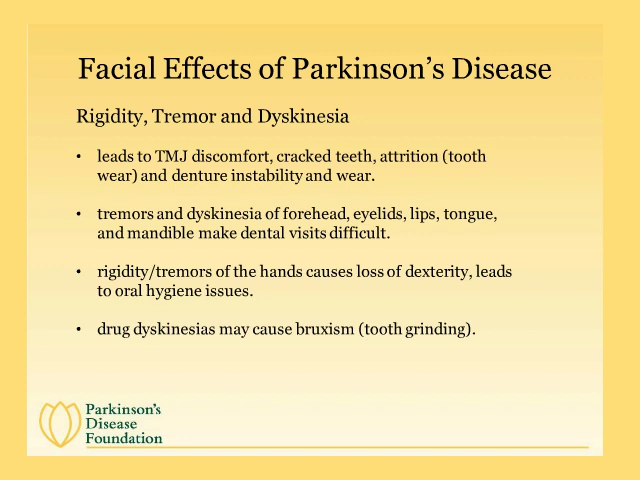 Facial Effects of Parkinson’s Disease
Rigidity, Tremor and Dyskinesia
• leads to TMJ discomfort, cracked teeth, attrition (tooth
wear) and denture instability and wear.
• tremors and dyskinesia of forehead, eyelids, lips, tongue,
and mandible make dental visits difficult.
• rigidity/tremors of the hands causes loss of dexterity, leads
to oral hygiene issues.
• drug dyskinesias may cause bruxism (tooth grinding).
Parkinson’s
Disease
Foundation